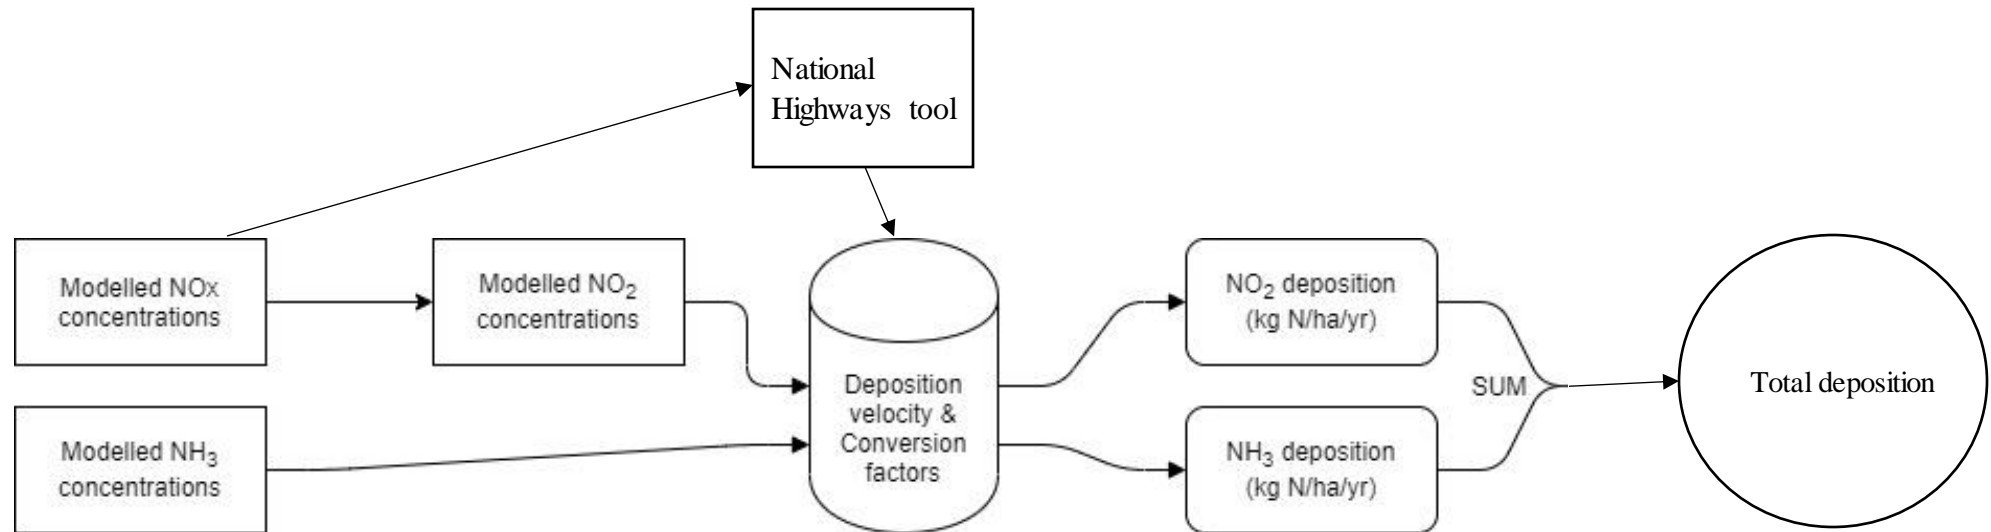 National
Highways tool
Modelled NOx
concentrations
Modelled NO₂
concentrations
Deposition
velocity &
Conversion
factors
NO₂ deposition
(kg N/ha/yr)
SUM
Total deposition
Modelled NH₃
concentrations
NH₃ deposition
(kg N/ha/yr)